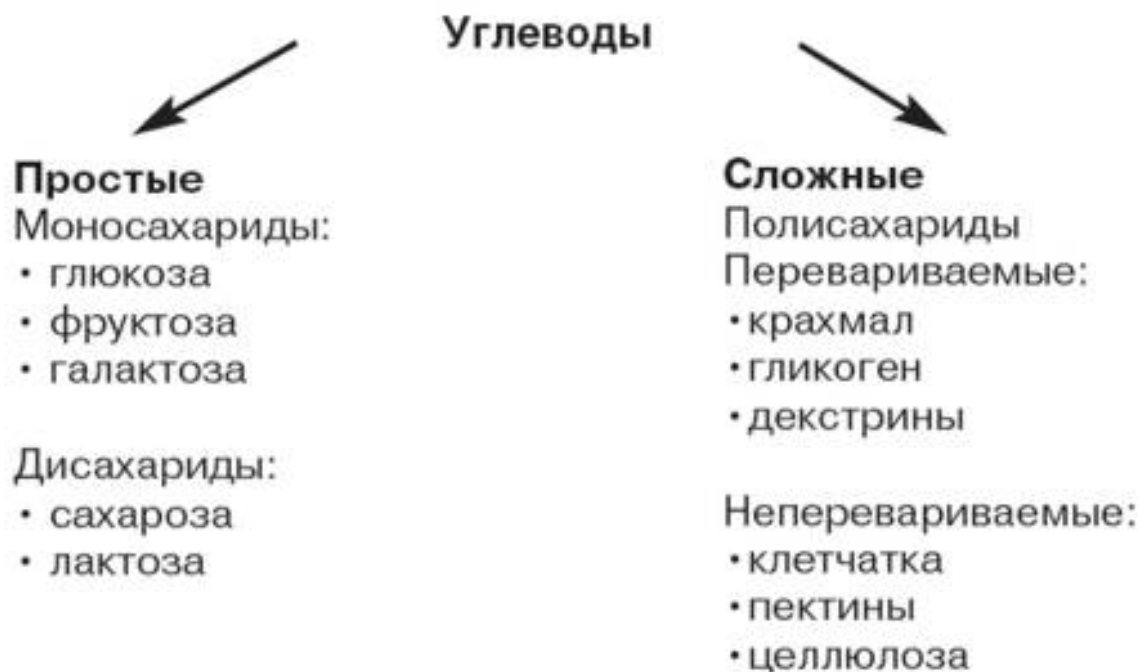 Углеводы
Простые
Моносахариды:
• глюкоза
• фруктоза
• галактоза
Дисахариды:
• сахароза
• лактоза
Сложные
Полисахариды
Перевариваемые:
• крахмал
• гликоген
• декстрины
Неперевариваемые:
• клетчатка
• пектины
• целлюлоза